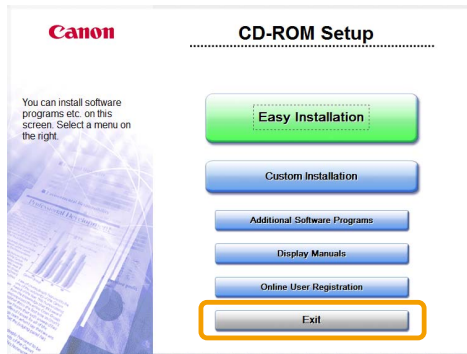 Canon
CD-ROM Setup
You can install software
programs etc. on this
screen. Select a menu on
the right.
Easy Installation
Custom Installation
Additional Software Programs
Display Manuals
Online User Registration
Exit